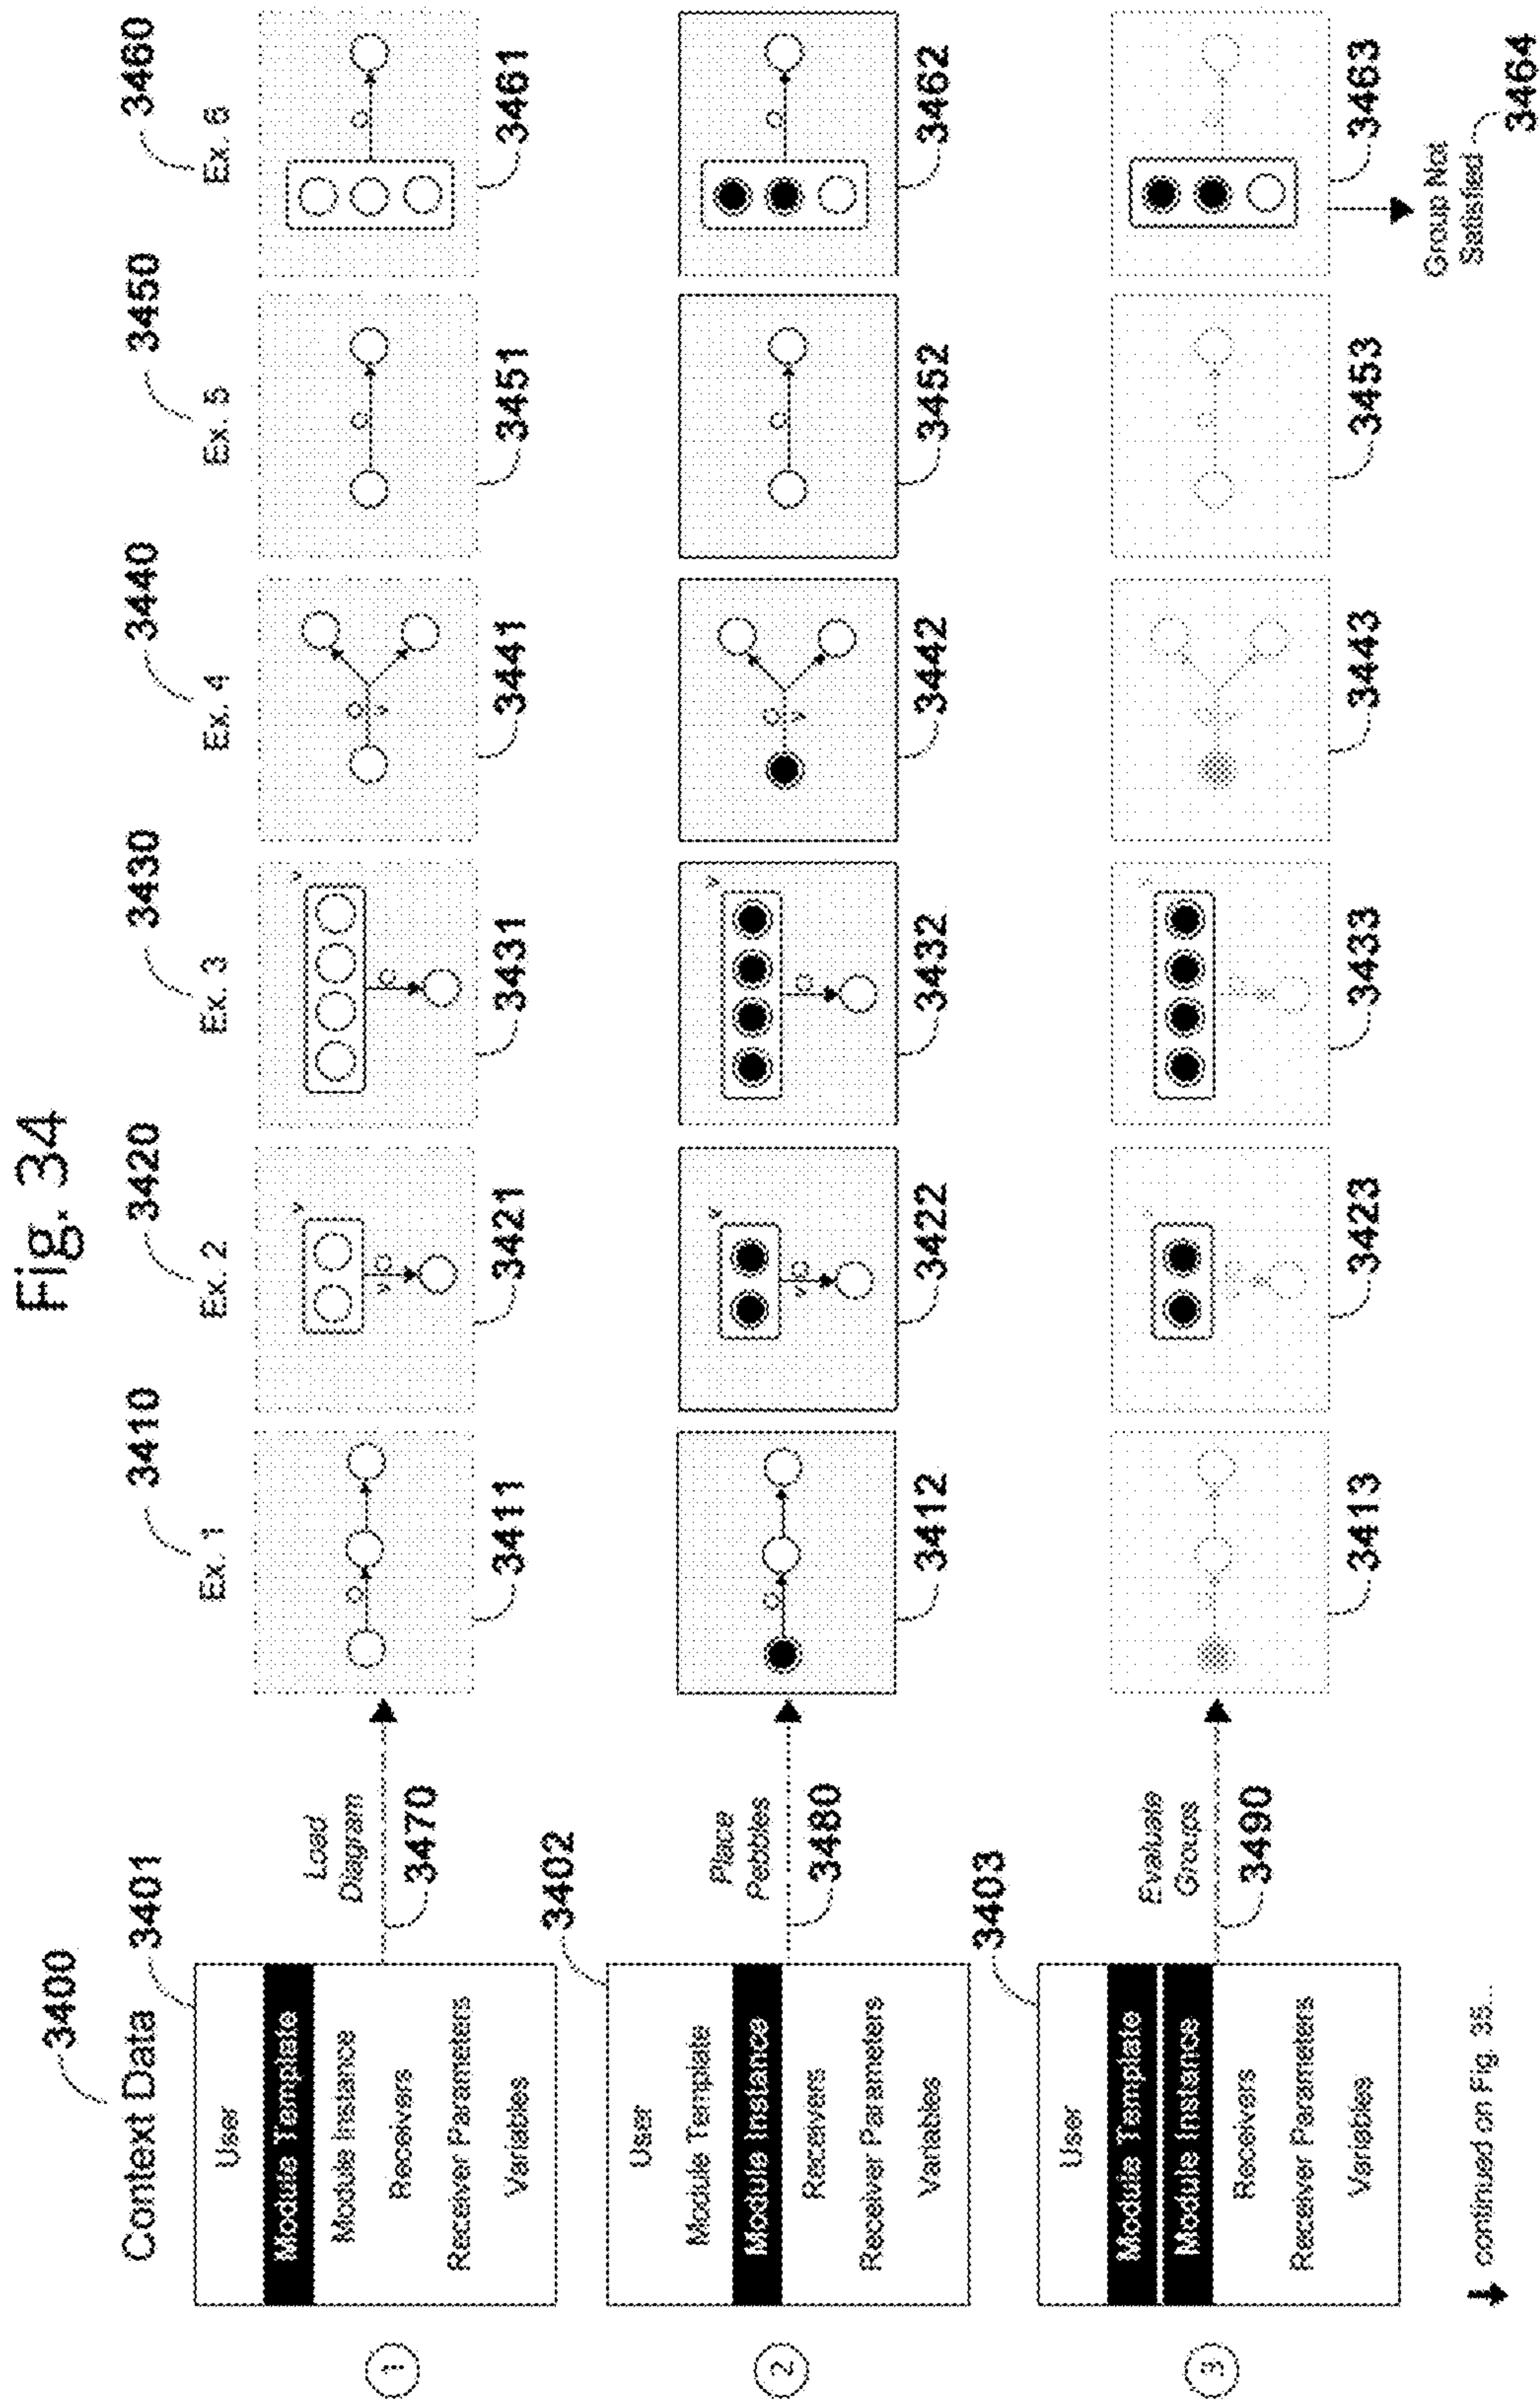 Fig. 34
3400
Context Data
3410
Ex. 1
3420
Ex. 2
3430
Ex. 3
3440
Ex. 4
3450
Ex. 5
3460
Ex. 6
1
3401
User
Module Template
Module Instance
Receivers
Receiver Parameters
Variables
Load
Diagram
3470
3411
v
v
3421
v
3431
v
3441
3451
3461
2
3402
User
Module Template
Module Instance
Receivers
Receiver Parameters
Variables
Place
Pebbles
3480
3412
v
v
3422
v
3432
v
3442
3452
3462
3
3403
User
Module Template
Module Instance
Receivers
Receiver Parameters
Variables
Evaluate
Groups
3490
3413
3423
3433
3443
3453
3463
Group Not
Satisfied
3464
continued on Fig. 35...